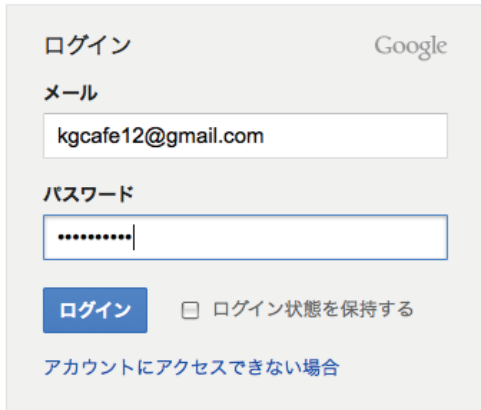 ログイン Google
メール
kgcafe12@gmail.com
パスワード
••••••••••
ログイン ログイン状態を保持する
アカウントにアクセスできない場合